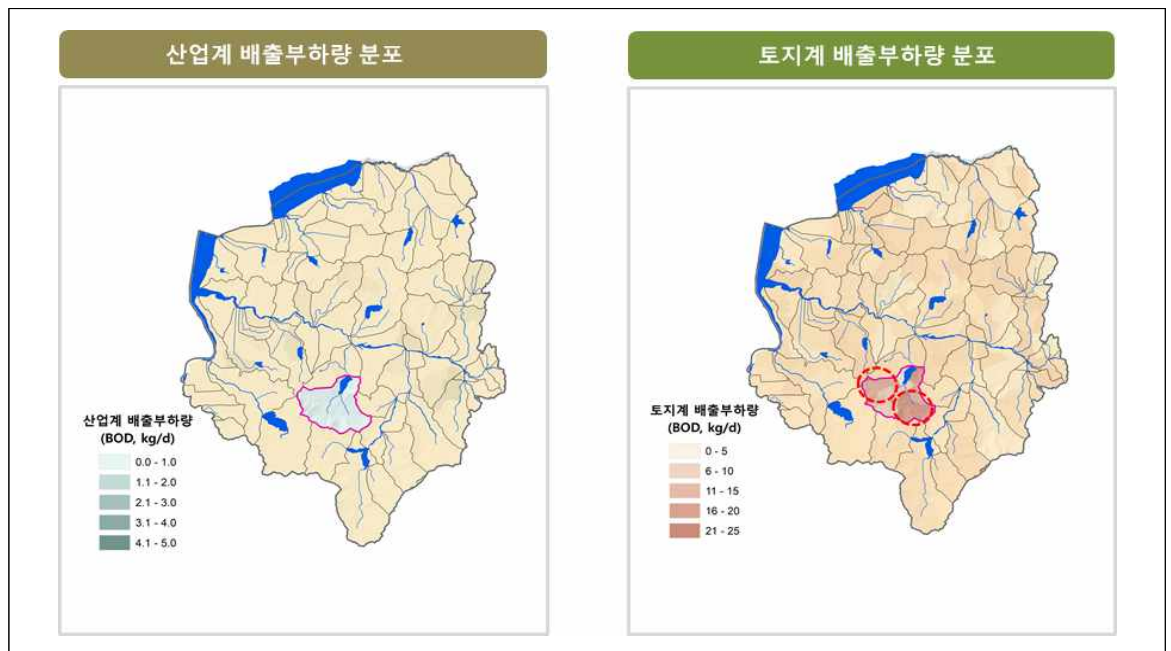 산업계 배출부하량 분포
산업계 배출부하량
(BOD, kg/d)
0.0 - 1.0
1.1 - 2.0
2.1 - 3.0
3.1 - 4.0
4.1 - 5.0
토지계 배출부하량 분포
토지계 배출부하량
(BOD, kg/d)
0 - 5
6 - 10
11 - 15
16 - 20
21 - 25